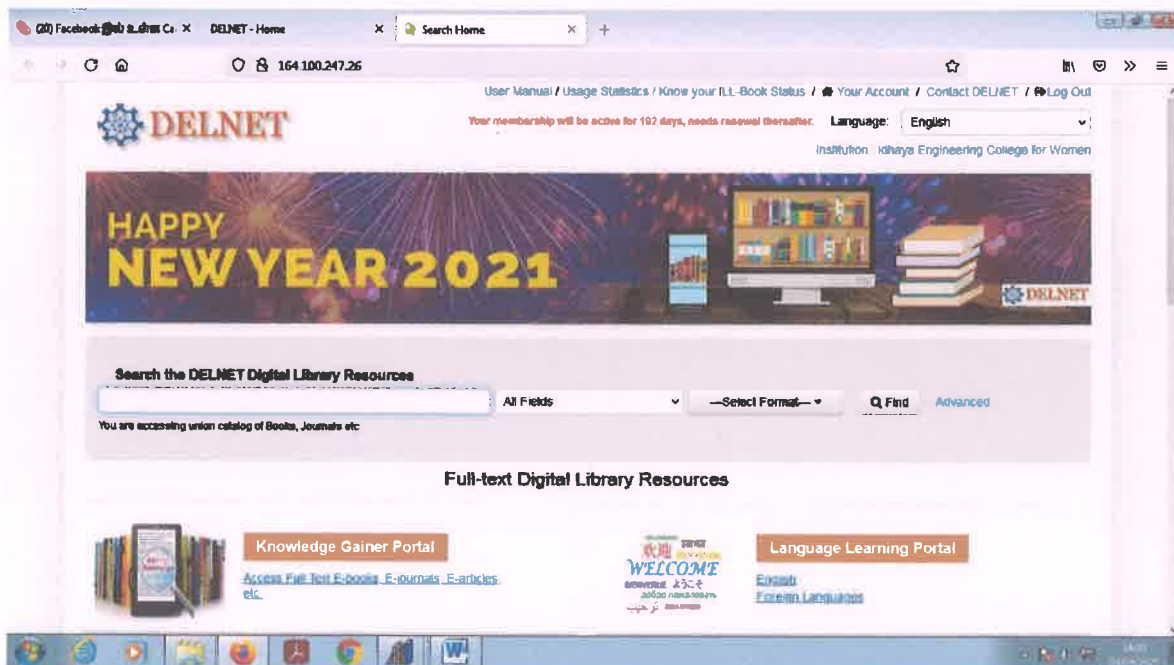 (20) Facebook
DELNET - Home
Search Home
164.100.247.26
User Manual / Usage Statistics / Know your ILL-Book Status / Your Account / Contact DELNET / Log Out
DELNET
Your membership will be active for 192 days, needs renewal thereafter. Language: English
Institution : Idhaya Engineering College for Women
HAPPY
NEW YEAR 2021
DELNET
Search the DELNET Digital Library Resources
All Fields
---Select Format---
Find
Advanced
You are accessing union catalog of Books, Journals etc
Full-text Digital Library Resources
Knowledge Gainer Portal
Access Full Text E-books, E-journals, E-articles,
etc.
欢迎
WELCOME
ようこそ
добро пожаловать
Language Learning Portal
English
Foreign Languages